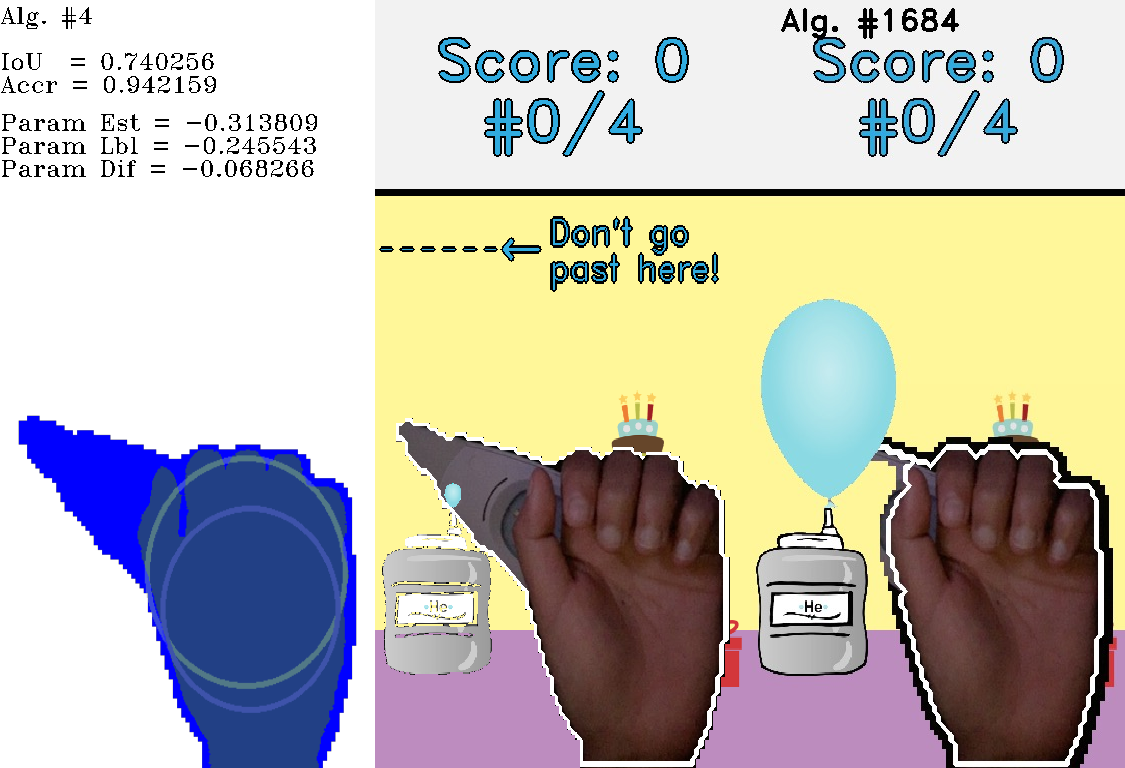 Alg. #4
IoU = 0.740256
Accr = 0.942159
Param Est = −0.313809
Param Lbl = −0.245543
Param Dif = −0.068266
Score: 0
#0/4
Don't go
past here!
He
Alg. #1684
Score: 0
#0/4
He